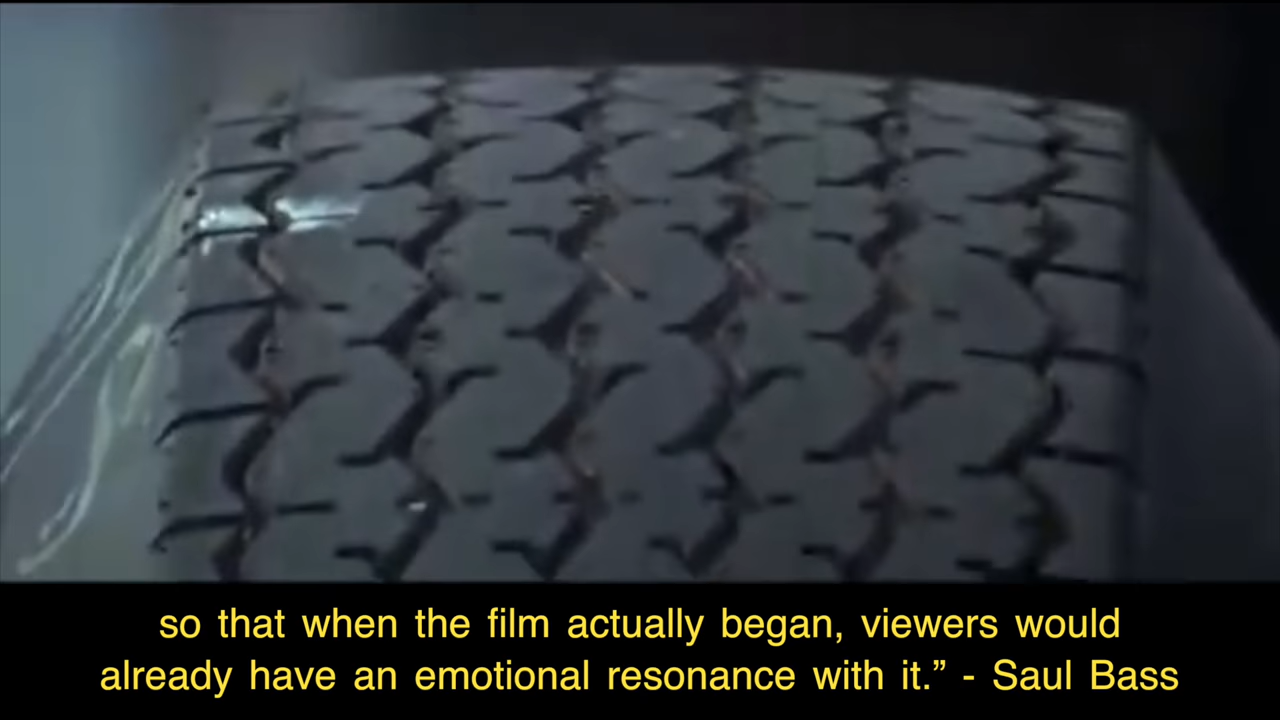 so that when the film actually began, viewers would
already have an emotional resonance with it.” - Saul Bass